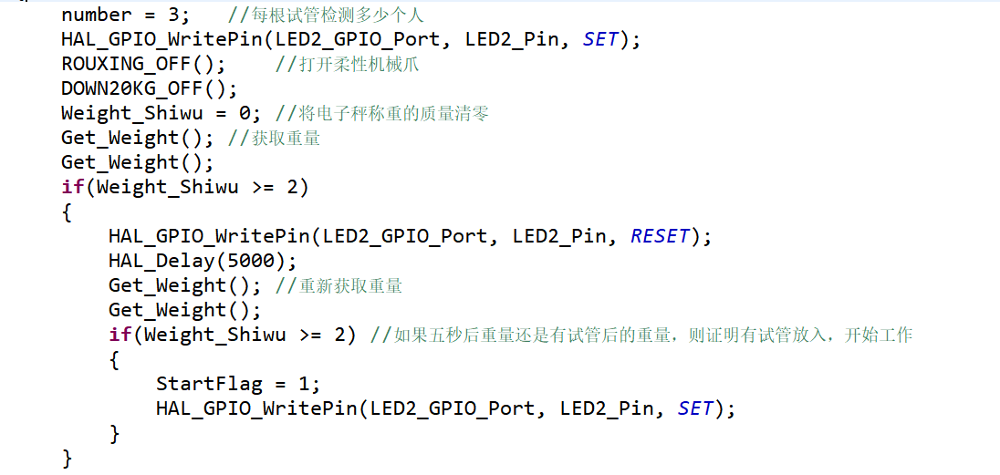 number = 3;   //每根试管检测多少个人
HAL_GPIO_WritePin(LED2_GPIO_Port, LED2_Pin, SET);
ROUXING_OFF();    //打开柔性机械爪
DOWN20KG_OFF();
Weight_Shiwu = 0; //将电子秤称重的质量清零
Get_Weight(); //获取重量
Get_Weight();
if(Weight_Shiwu >= 2)
{
    HAL_GPIO_WritePin(LED2_GPIO_Port, LED2_Pin, RESET);
    HAL_Delay(5000);
    Get_Weight(); //重新获取重量
    Get_Weight();
    if(Weight_Shiwu >= 2) //如果五秒后重量还是有试管后的重量，则证明有试管放入，开始工作
    {
        StartFlag = 1;
        HAL_GPIO_WritePin(LED2_GPIO_Port, LED2_Pin, SET);
    }
}